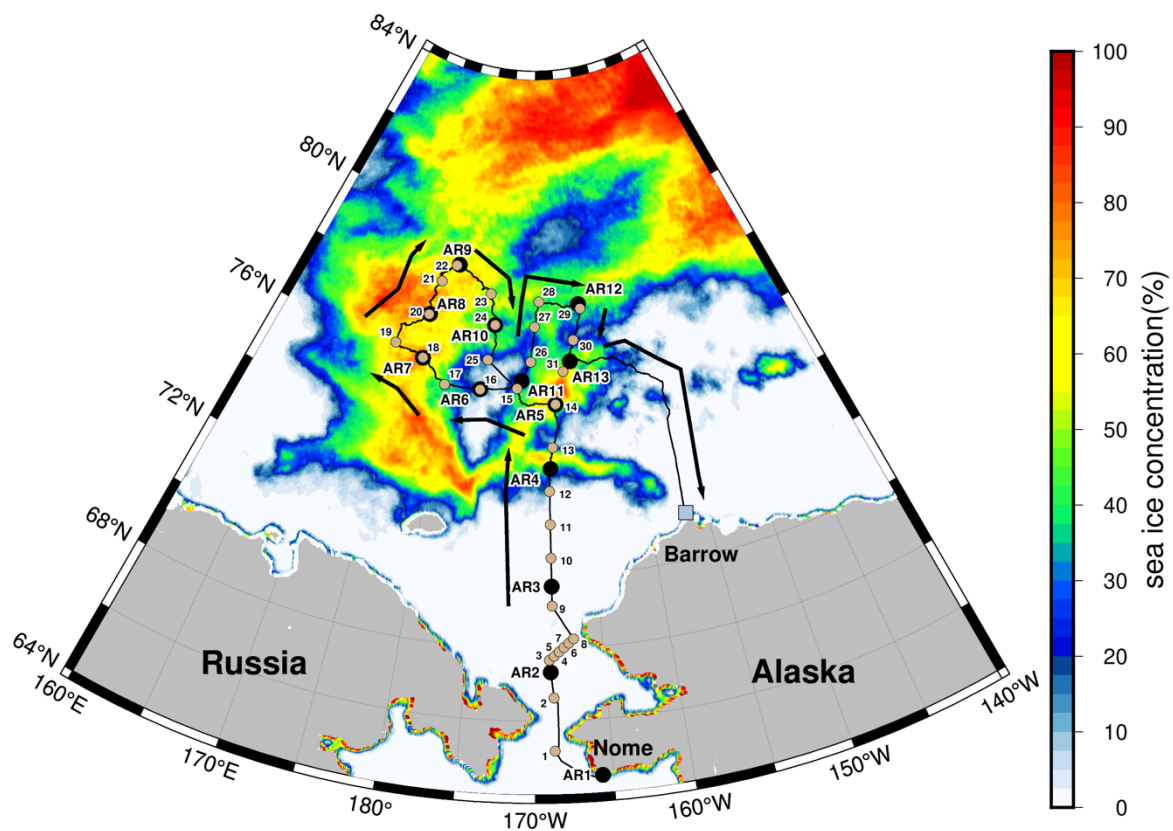 84°N
80°N
76°N
72°N
68°N
64°N
160°E
170°E
180°
170°W
160°W
150°W
140°W
AR9
22
21
23
20
AR8
24
AR10
19
18
AR7
25
17
16
AR6
28
AR12
29
27
30
26
31
AR13
AR11
15
AR5
14
13
AR4
12
11
10
AR3
9
7
8
5
6
3
4
AR2
2
1
AR1
Nome
Barrow
Russia
Alaska
100
90
80
70
60
50
40
30
20
10
0
sea ice concentration(%)